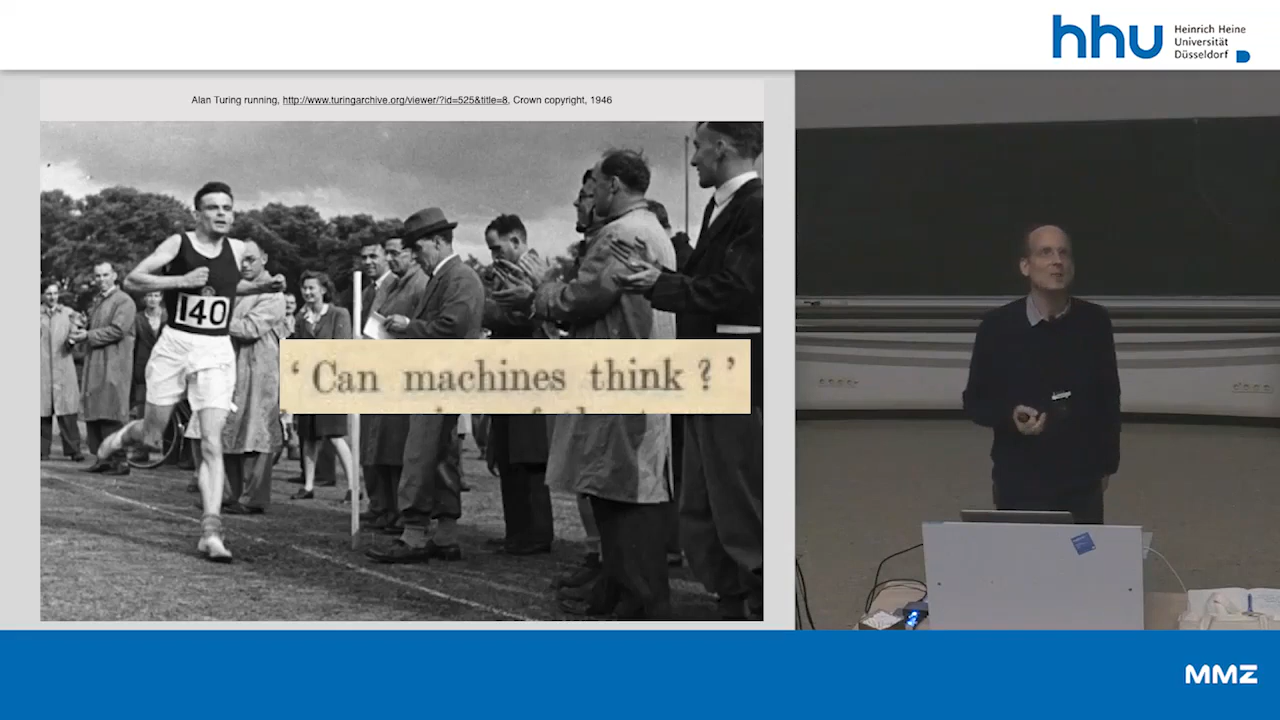 hhu
Heinrich Heine
Universität
Düsseldorf
Alan Turing running, http://www.turingarchive.org/viewer/?id=525&title=8, Crown copyright, 1946
140
‘ Can machines think ? ’
MMZ